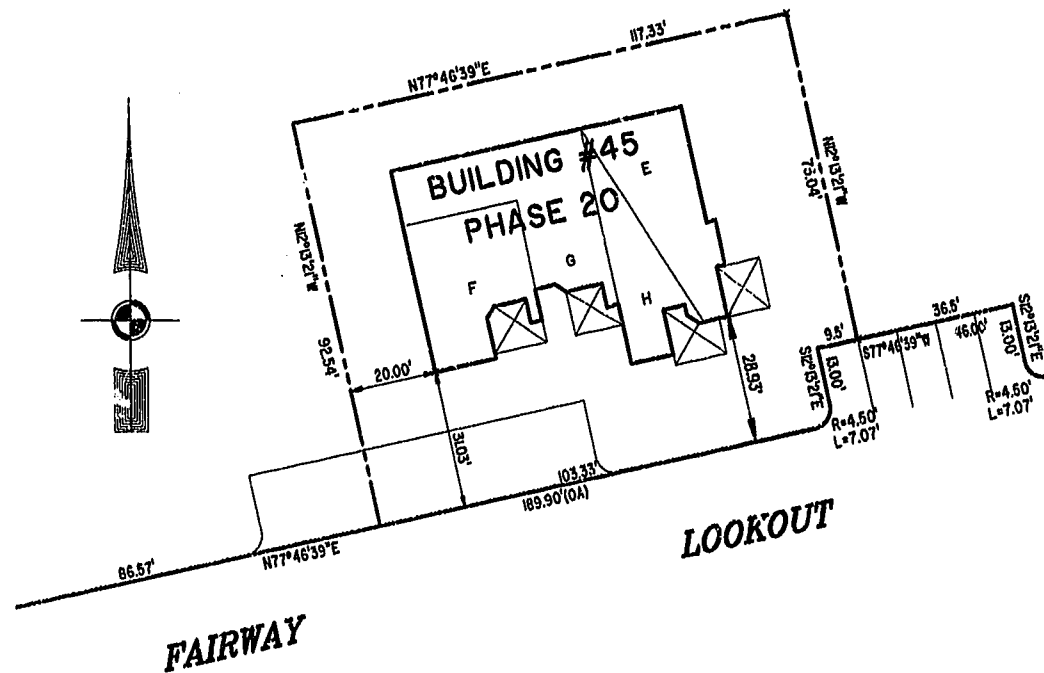 117.33'
N77°46'39"E
BUILDING #45
PHASE 20
E
F
G
H
N12°13'21"W
92.54'
N12°13'21"W
73.04'
20.00'
31.03'
28.93'
9.5'
36.5'
S77°46'39"W
46.00'
S12°13'21"E
13.00'
S12°13'21"E
13.00'
R=4.50'
L=7.07'
R=4.50'
L=7.07'
103.33'
189.90'(OA)
N77°46'39"E
86.57'
LOOKOUT
FAIRWAY